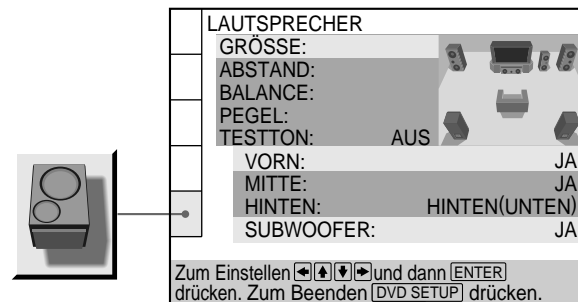 LAUTSPRECHER
GRÖSSE:
ABSTAND:
BALANCE:
PEGEL:
TESTTON: AUS
VORN: JA
MITTE: JA
HINTEN: HINTEN(UNTEN)
SUBWOOFER: JA
Zum Einstellen ←↑↓→ und dann ENTER
drücken. Zum Beenden DVD SETUP drücken.